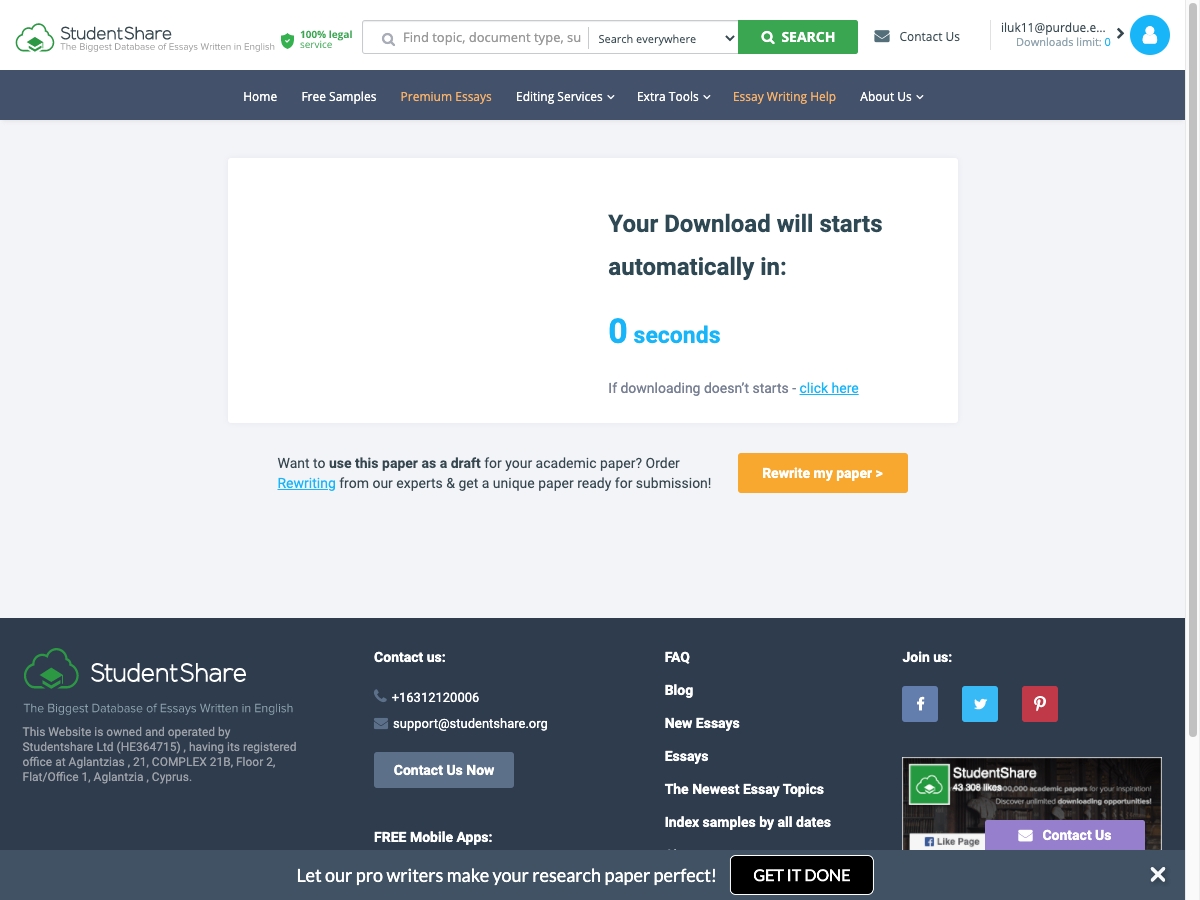 StudentShare
The Biggest Database of Essays Written in English
100% legal
service
Find topic, document type, su
Search everywhere
SEARCH
Contact Us
iluk11@purdue.e...
Downloads limit: 0
Home
Free Samples
Premium Essays
Editing Services
Extra Tools
Essay Writing Help
About Us
Your Download will starts
automatically in:
0 seconds
If downloading doesn't starts - click here
Want to use this paper as a draft for your academic paper? Order
Rewriting from our experts & get a unique paper ready for submission!
Rewrite my paper >
StudentShare
The Biggest Database of Essays Written in English
This Website is owned and operated by
Studentshare Ltd (HE364715) , having its registered
office at Aglantzias , 21, COMPLEX 21B, Floor 2,
Flat/Office 1, Aglantzia , Cyprus.
Contact us:
+16312120006
support@studentshare.org
Contact Us Now
FREE Mobile Apps:
FAQ
Blog
New Essays
Essays
The Newest Essay Topics
Index samples by all dates
Join us:
StudentShare
43 306 likes
academic papers for your inspiration!
Discover unlimited downloading opportunities!
Like Page
Contact Us
Let our pro writers make your research paper perfect!
GET IT DONE